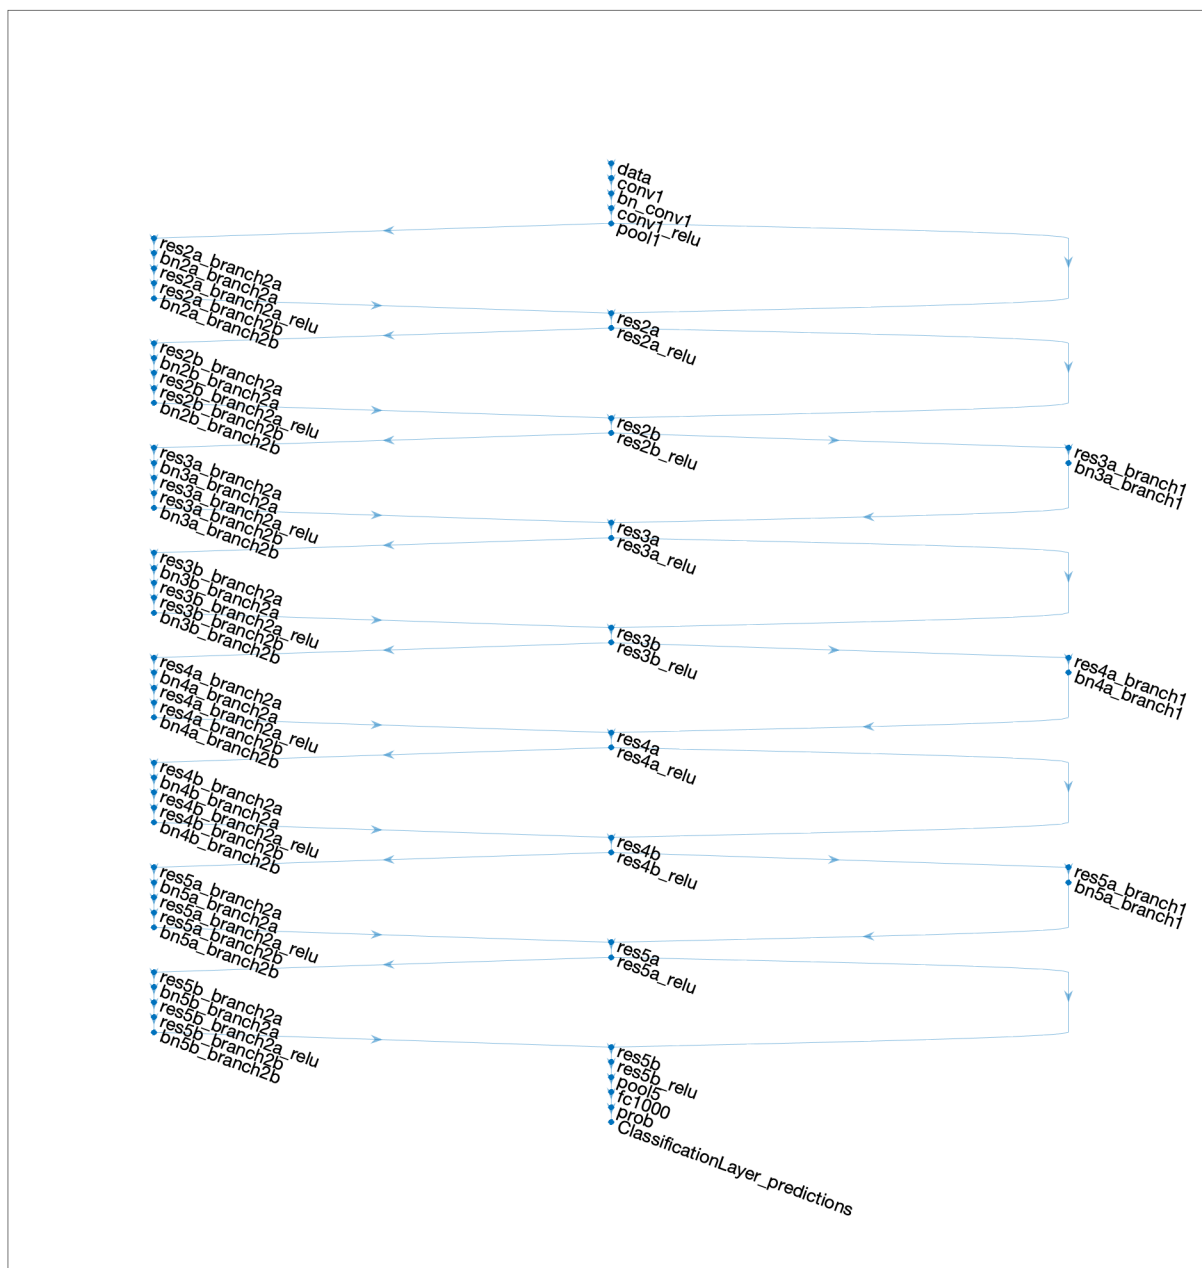 data
conv1
bn_conv1
conv1_relu
pool1
res2a_branch2a
bn2a_branch2a
res2a_branch2a_relu
res2a_branch2b
bn2a_branch2b
res2a
res2a_relu
res2b_branch2a
bn2b_branch2a
res2b_branch2a_relu
res2b_branch2b
bn2b_branch2b
res2b
res2b_relu
res3a_branch2a
bn3a_branch2a
res3a_branch2a_relu
res3a_branch2b
bn3a_branch2b
res3a_branch1
bn3a_branch1
res3a
res3a_relu
res3b_branch2a
bn3b_branch2a
res3b_branch2a_relu
res3b_branch2b
bn3b_branch2b
res3b
res3b_relu
res4a_branch2a
bn4a_branch2a
res4a_branch2a_relu
res4a_branch2b
bn4a_branch2b
res4a_branch1
bn4a_branch1
res4a
res4a_relu
res4b_branch2a
bn4b_branch2a
res4b_branch2a_relu
res4b_branch2b
bn4b_branch2b
res4b
res4b_relu
res5a_branch2a
bn5a_branch2a
res5a_branch2a_relu
res5a_branch2b
bn5a_branch2b
res5a_branch1
bn5a_branch1
res5a
res5a_relu
res5b_branch2a
bn5b_branch2a
res5b_branch2a_relu
res5b_branch2b
bn5b_branch2b
res5b
res5b_relu
pool5
fc1000
prob
ClassificationLayer_predictions